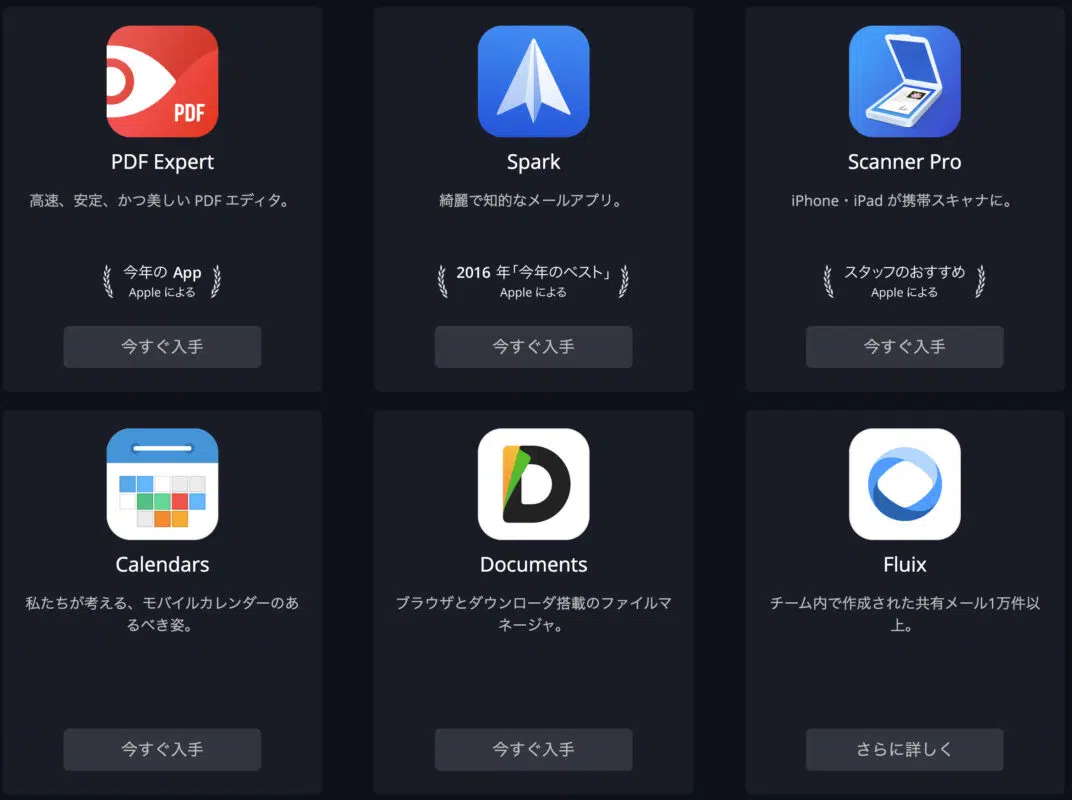 PDF
PDF Expert
高速、安定、かつ美しい PDF エディタ。
今年の App
Apple による
今すぐ入手
Spark
綺麗で知的なメールアプリ。
2016 年「今年のベスト」
Apple による
今すぐ入手
Scanner Pro
iPhone・iPad が携帯スキャナに。
スタッフのおすすめ
Apple による
今すぐ入手
Calendars
私たちが考える、モバイルカレンダーのあ
るべき姿。
今すぐ入手
D
Documents
ブラウザとダウンローダ搭載のファイルマ
ネージャ。
今すぐ入手
Fluix
チーム内で作成された共有メール1万件以
上。
さらに詳しく